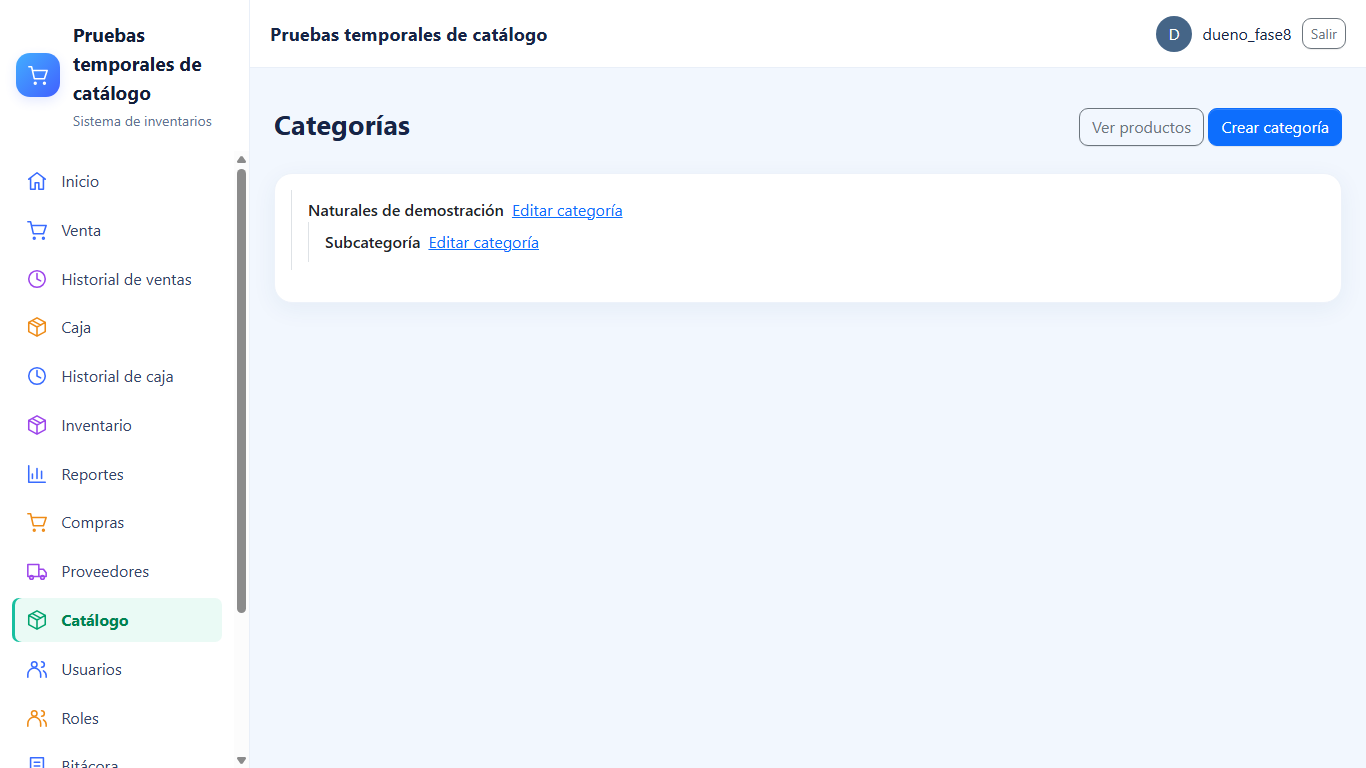 Pruebas
temporales de
catálogo
Sistema de inventarios
Inicio
Venta
Historial de ventas
Caja
Historial de caja
Inventario
Reportes
Compras
Proveedores
Catálogo
Usuarios
Roles
Bitácora
Pruebas temporales de catálogo
D dueno_fase8 Salir
Categorías
Ver productos Crear categoría
Naturales de demostración Editar categoría
Subcategoría Editar categoría